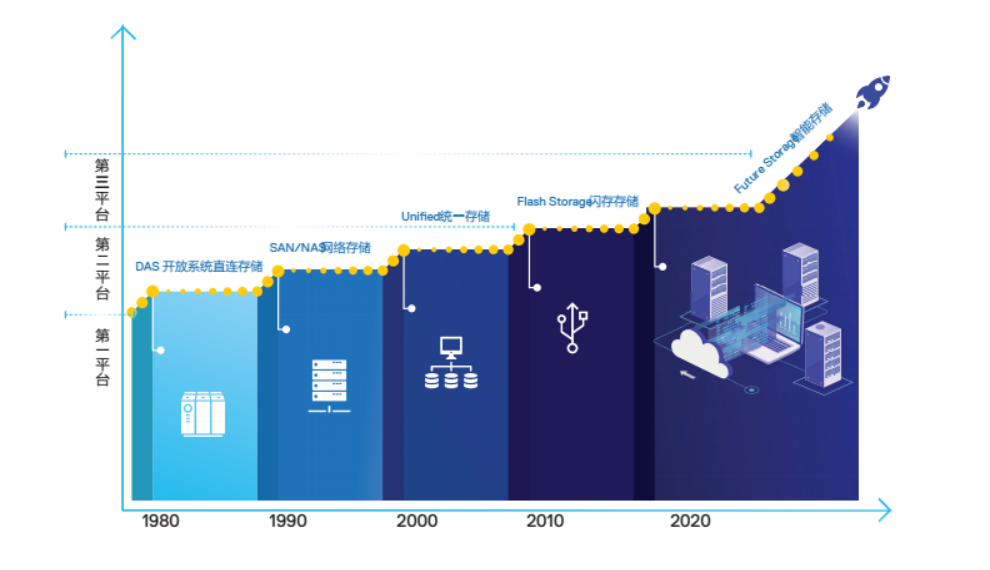 Future Storage智能存储
第三平台
Flash Storage闪存存储
Unified统一存储
第二平台
SAN/NAS网络存储
DAS 开放系统直连存储
第一平台
1980
1990
2000
2010
2020